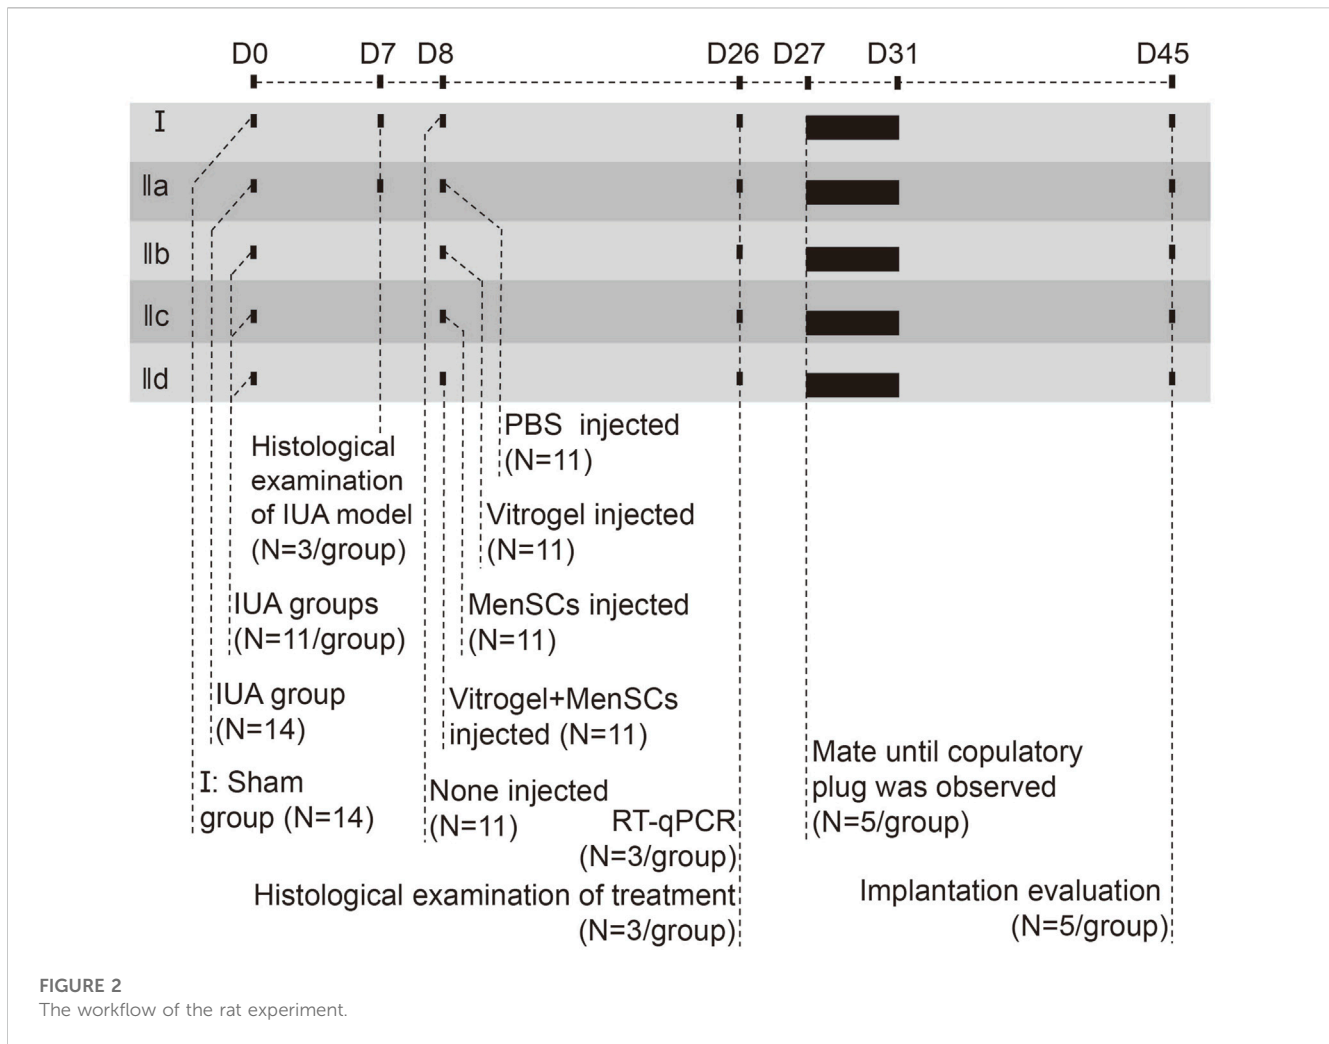 D0 D7 D8 D26 D27 D31 D45
I
IIa
IIb
IIc
IId
PBS injected
(N=11)
Histological
examination
of IUA model
(N=3/group)
Vitrogel injected
(N=11)
IUA groups
(N=11/group)
MenSCs injected
(N=11)
IUA group
(N=14)
Vitrogel+MenSCs
injected (N=11)
I: Sham
group (N=14)
None injected
(N=11)
Mate until copulatory
plug was observed
(N=5/group)
RT-qPCR
(N=3/group)
Histological examination of treatment
(N=3/group)
Implantation evaluation
(N=5/group)
FIGURE 2
The workflow of the rat experiment.